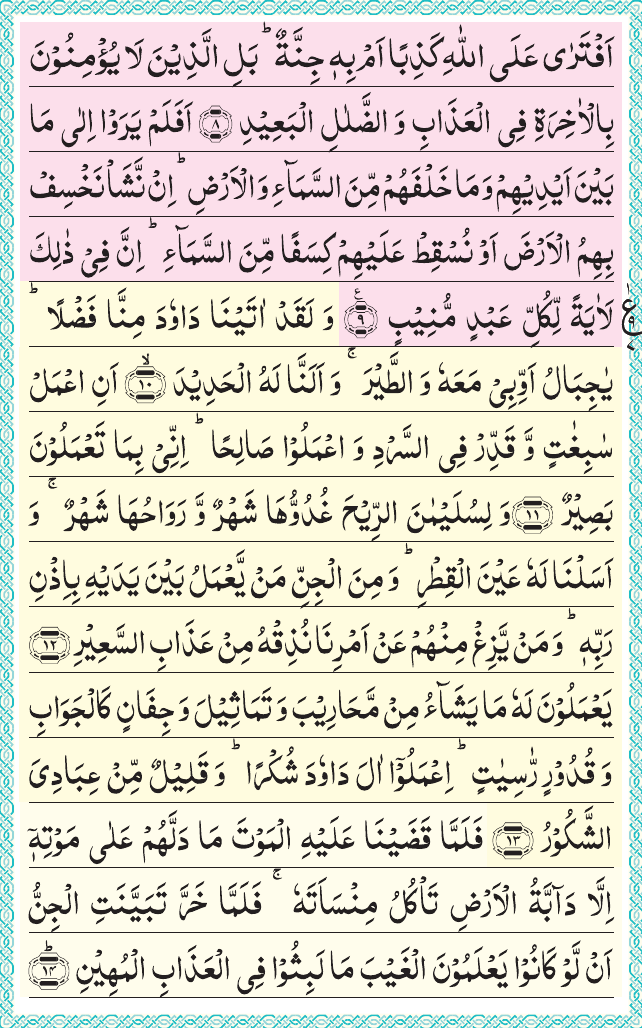 اَفۡتَرٰی عَلَی اللّٰهِ كَذِبًا اَمۡ بِهٖ جِنَّةٌ ؕ بَلِ الَّذِیۡنَ لَا یُؤۡمِنُوۡنَ
بِالۡاٰخِرَةِ فِی الۡعَذَابِ وَ الضَّلٰلِ الۡبَعِیۡدِ ﴿۸﴾ اَفَلَمۡ یَرَوۡا اِلٰی مَا
بَیۡنَ اَیۡدِیۡهِمۡ وَ مَا خَلۡفَهُمۡ مِّنَ السَّمَآءِ وَ الۡاَرۡضِ ؕ اِنۡ نَّشَاۡ نَخۡسِفۡ
بِهِمُ الۡاَرۡضَ اَوۡ نُسۡقِطۡ عَلَیۡهِمۡ كِسَفًا مِّنَ السَّمَآءِ ؕ اِنَّ فِیۡ ذٰلِكَ
لَاٰیَةً لِّكُلِّ عَبۡدٍ مُّنِیۡبٍ ﴿۹﴾ وَ لَقَدۡ اٰتَیۡنَا دَاوٗدَ مِنَّا فَضۡلًا ؕ
یٰجِبَالُ اَوِّبِیۡ مَعَهٗ وَ الطَّیۡرَ ۚ وَ اَلَنَّا لَهُ الۡحَدِیۡدَ ﴿ۙ۱۰﴾ اَنِ اعۡمَلۡ
سٰبِغٰتٍ وَّ قَدِّرۡ فِی السَّرۡدِ وَ اعۡمَلُوۡا صَالِحًا ؕ اِنِّیۡ بِمَا تَعۡمَلُوۡنَ
بَصِیۡرٌ ﴿۱۱﴾ وَ لِسُلَیۡمٰنَ الرِّیۡحَ غُدُوُّهَا شَهۡرٌ وَّ رَوَاحُهَا شَهۡرٌ ۚ وَ
اَسَلۡنَا لَهٗ عَیۡنَ الۡقِطۡرِ ؕ وَ مِنَ الۡجِنِّ مَنۡ یَّعۡمَلُ بَیۡنَ یَدَیۡهِ بِاِذۡنِ
رَبِّهٖ ؕ وَ مَنۡ یَّزِغۡ مِنۡهُمۡ عَنۡ اَمۡرِنَا نُذِقۡهُ مِنۡ عَذَابِ السَّعِیۡرِ ﴿۱۲﴾
یَعۡمَلُوۡنَ لَهٗ مَا یَشَآءُ مِنۡ مَّحَارِیۡبَ وَ تَمَاثِیۡلَ وَ جِفَانٍ كَالۡجَوَابِ
وَ قُدُوۡرٍ رّٰسِیٰتٍ ؕ اِعۡمَلُوۡۤا اٰلَ دَاوٗدَ شُكۡرًا ؕ وَ قَلِیۡلٌ مِّنۡ عِبَادِیَ
الشَّكُوۡرُ ﴿۱۳﴾ فَلَمَّا قَضَیۡنَا عَلَیۡهِ الۡمَوۡتَ مَا دَلَّهُمۡ عَلٰی مَوۡتِهٖۤ
اِلَّا دَآبَّةُ الۡاَرۡضِ تَاۡكُلُ مِنۡسَاَتَهٗ ۚ فَلَمَّا خَرَّ تَبَیَّنَتِ الۡجِنُّ
اَنۡ لَّوۡ كَانُوۡا یَعۡلَمُوۡنَ الۡغَیۡبَ مَا لَبِثُوۡا فِی الۡعَذَابِ الۡمُهِیۡنِ ﴿ؕ۱۴﴾